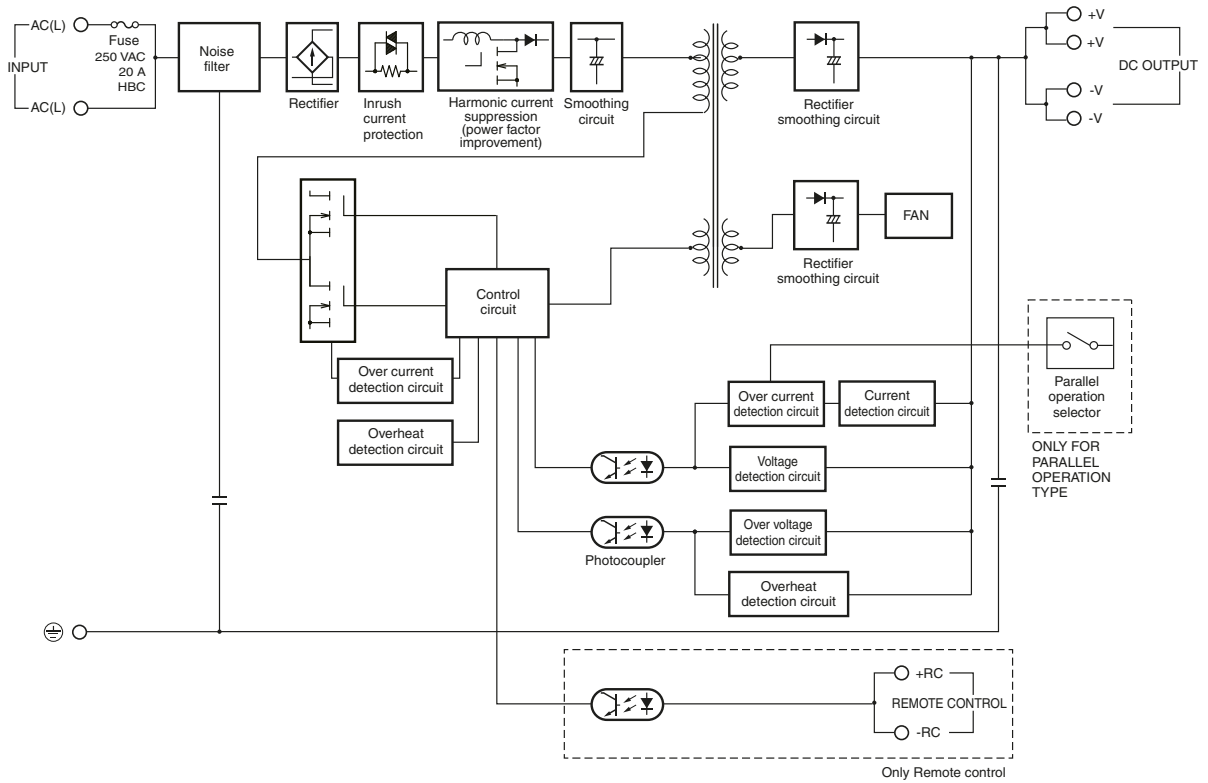 AC(L)
Fuse
250 VAC
20 A
HBC
INPUT
AC(L)
Noise
filter
Rectifier
Inrush
current
protection
Harmonic current
suppression
(power factor
improvement)
Smoothing
circuit
Rectifier
smoothing circuit
+V
+V
DC OUTPUT
-V
-V
Rectifier
smoothing circuit
FAN
Control
circuit
Over current
detection circuit
Overheat
detection circuit
Over current
detection circuit
Current
detection circuit
Parallel
operation
selector
ONLY FOR
PARALLEL
OPERATION
TYPE
Voltage
detection circuit
Over voltage
detection circuit
Photocoupler
Overheat
detection circuit
+RC
REMOTE CONTROL
-RC
Only Remote control